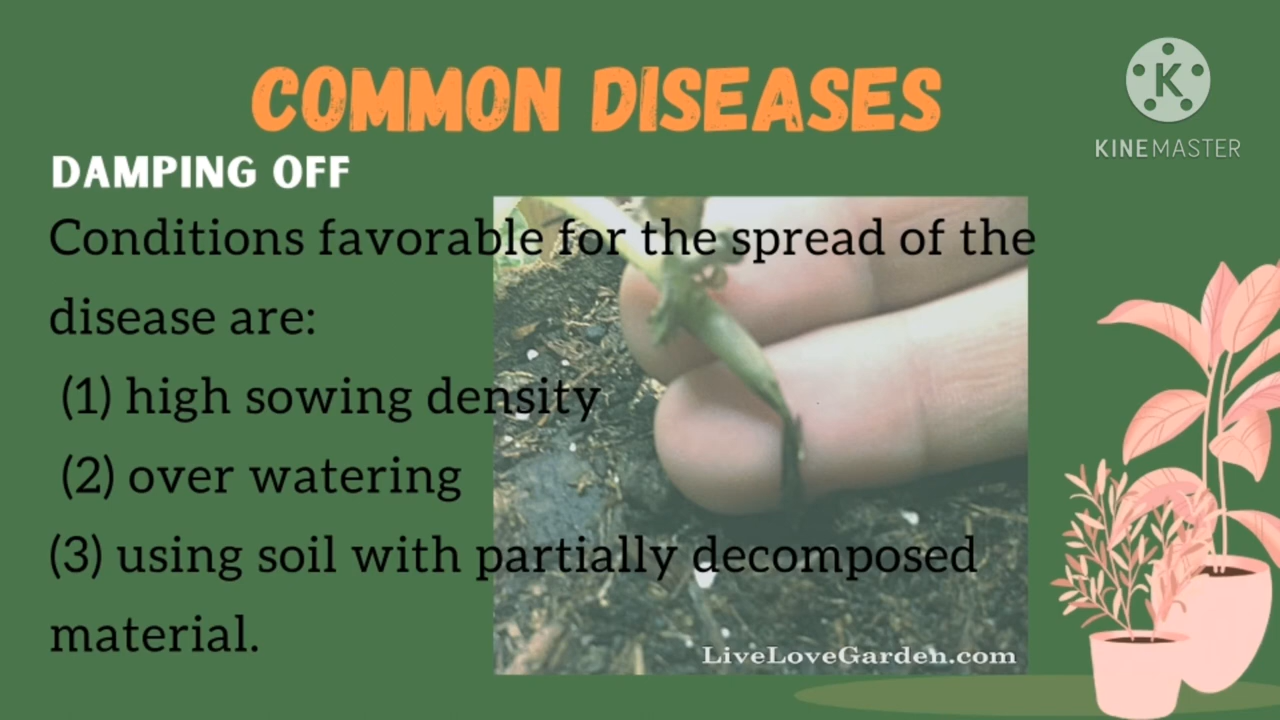 COMMON DISEASES
K
KINEMASTER
DAMPING OFF
Conditions favorable for the spread of the
disease are:
(1) high sowing density
(2) over watering
(3) using soil with partially decomposed
material.
LiveLoveGarden.com